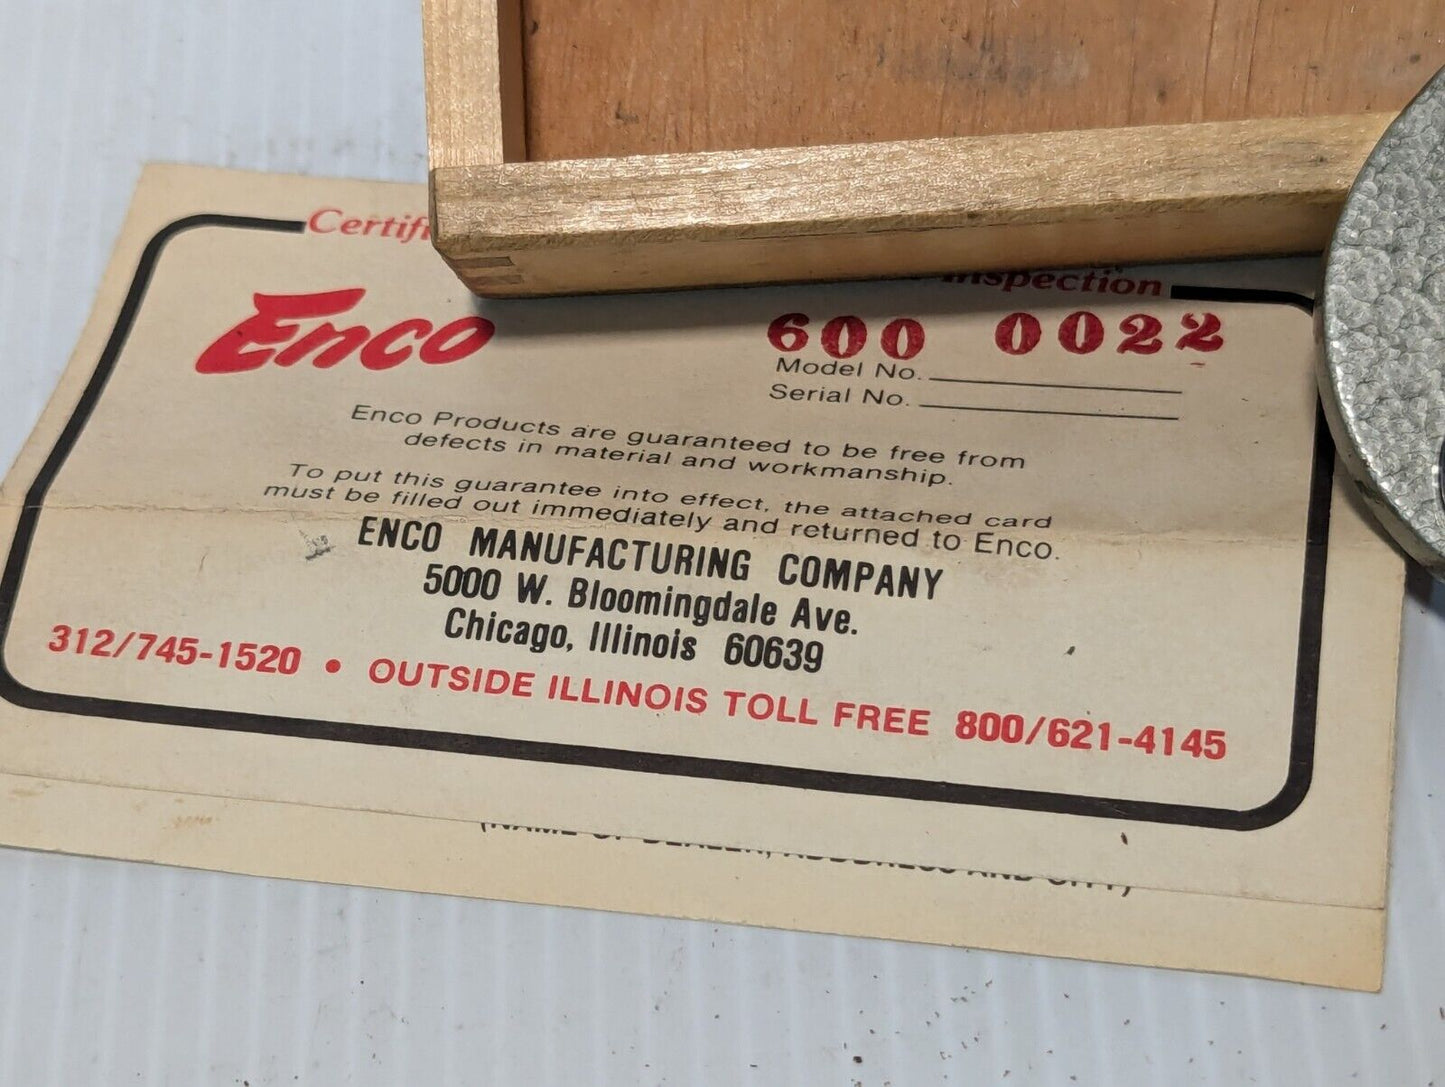 Inspection
Enco
600 0022
Model No.
Serial No.
Enco Products are guaranteed to be free from
defects in material and workmanship.
To put this guarantee into effect, the attached card
must be filled out immediately and returned to Enco.
ENCO MANUFACTURING COMPANY
5000 W. Bloomingdale Ave.
Chicago, Illinois 60639
312/745-1520 • OUTSIDE ILLINOIS TOLL FREE 800/621-4145